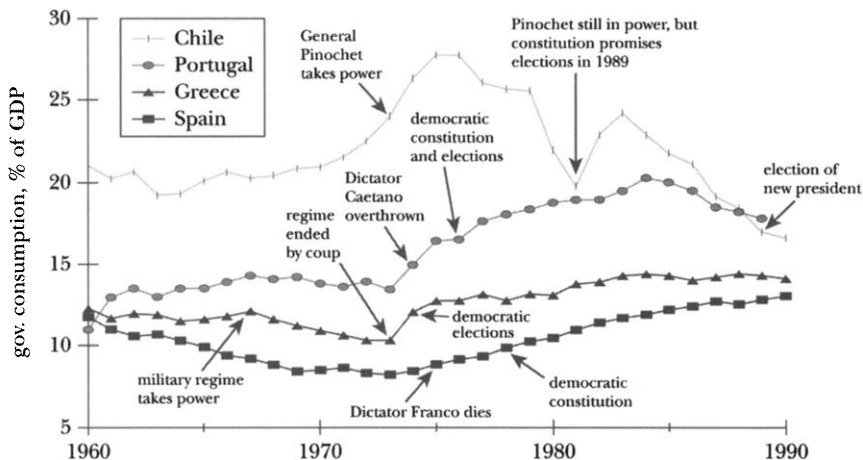 gov. consumption, % of GDP
30
25
20
15
10
5
1960
1970
1980
1990
Chile
Portugal
Greece
Spain
General
Pinochet
takes power
Pinochet still in power, but
constitution promises
elections in 1989
democratic
constitution
and elections
Dictator
Caetano
overthrown
regime
ended
by coup
election of
new president
democratic
elections
military regime
takes power
Dictator Franco dies
democratic
constitution